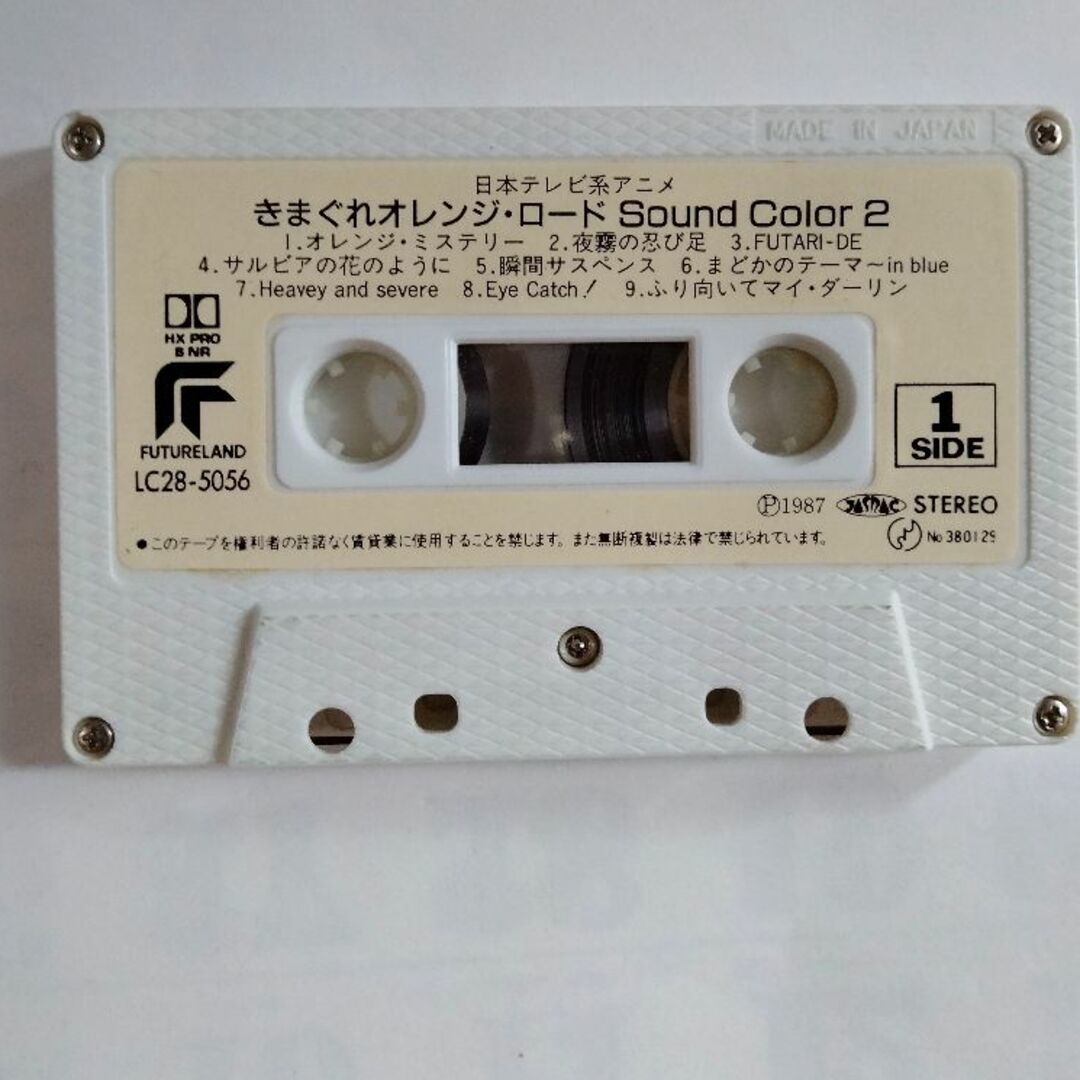 MADE IN JAPAN
日本テレビ系アニメ
きまぐれオレンジ・ロード Sound Color 2
1.オレンジ・ミステリー 2.夜霧の忍び足 3.FUTARI-DE
4.サルビアの花のように 5.瞬間サスペンス 6.まどかのテーマ〜in blue
7.Heavey and severe 8.Eye Catch! 9.ふり向いてマイ・ダーリン
HX PRO
B NR
FUTURELAND
LC28-5056
1
SIDE
Ⓟ1987 JASRAC STEREO
No 380129
●このテープを権利者の許諾なく賃貸業に使用することを禁じます。また無断複製は法律で禁じられています。